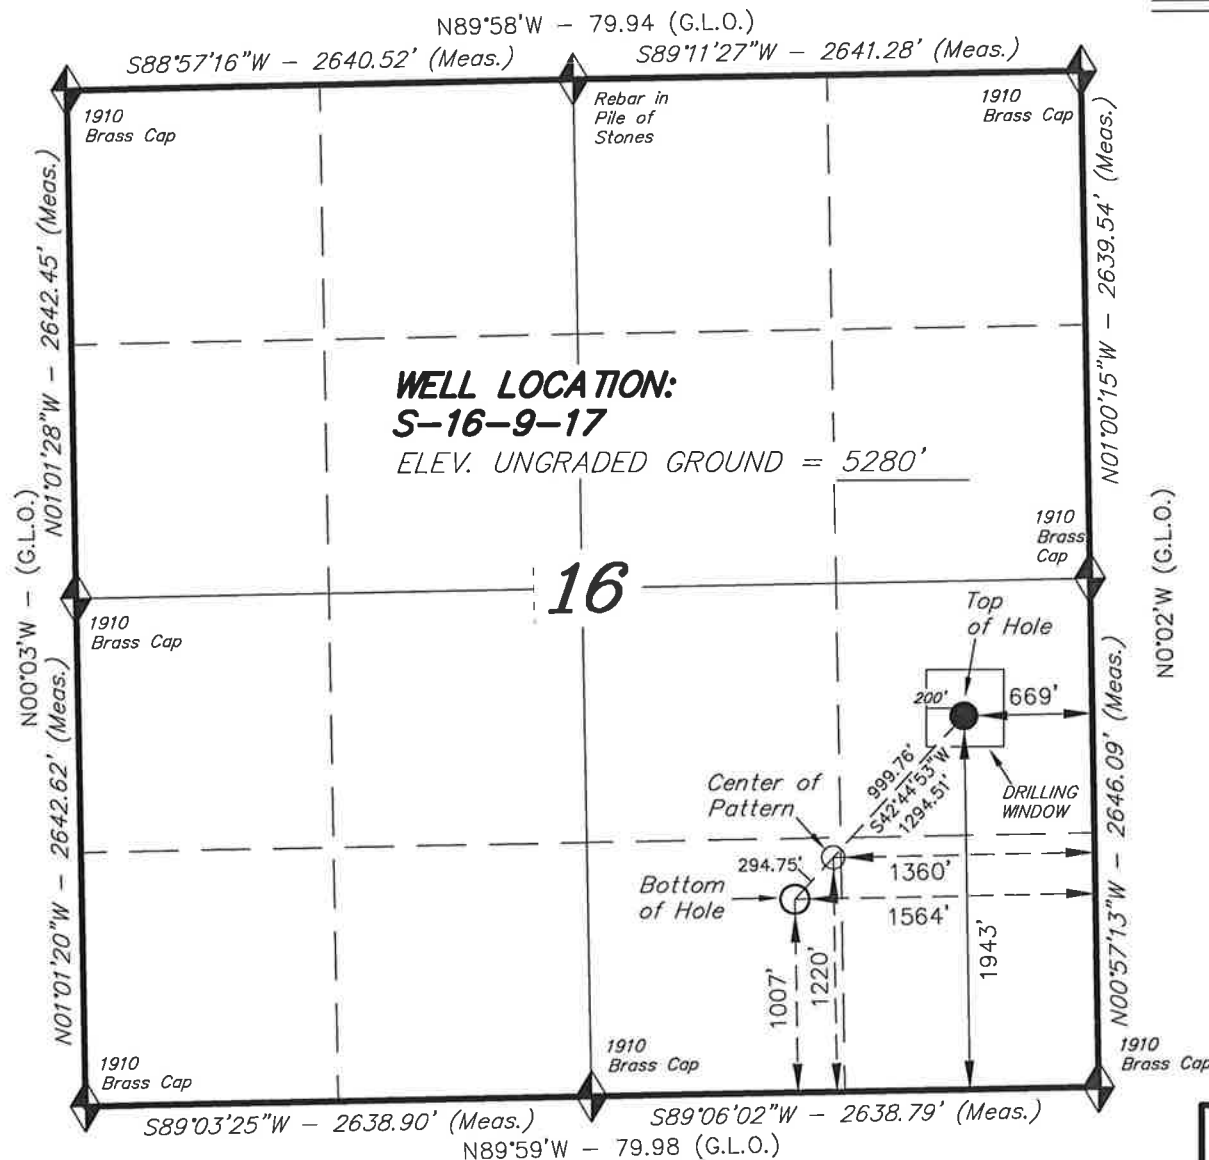 N89°58'W – 79.94 (G.L.O.)
S88°57'16"W – 2640.52' (Meas.)
S89°11'27"W – 2641.28' (Meas.)
1910
Brass Cap
Rebar in
Pile of
Stones
1910
Brass Cap
N01°01'28"W – 2642.45' (Meas.)
N01°00'15"W – 2639.54' (Meas.)
WELL LOCATION:
S–16–9–17
ELEV. UNGRADED GROUND = 5280'
N00°03'W – (G.L.O.)
N0°02'W (G.L.O.)
1910
Brass
Cap
16
1910
Brass Cap
Top
of Hole
200'
669'
999.76'
S42°44'53"W
1294.51'
DRILLING
WINDOW
Center of
Pattern
294.75'
1360'
Bottom
of Hole
1564'
1007'
1220'
1943'
N01°01'20"W – 2642.62' (Meas.)
N00°57'13"W – 2646.09' (Meas.)
1910
Brass Cap
1910
Brass Cap
1910
Brass Cap
S89°03'25"W – 2638.90' (Meas.)
S89°06'02"W – 2638.79' (Meas.)
N89°59'W – 79.98 (G.L.O.)